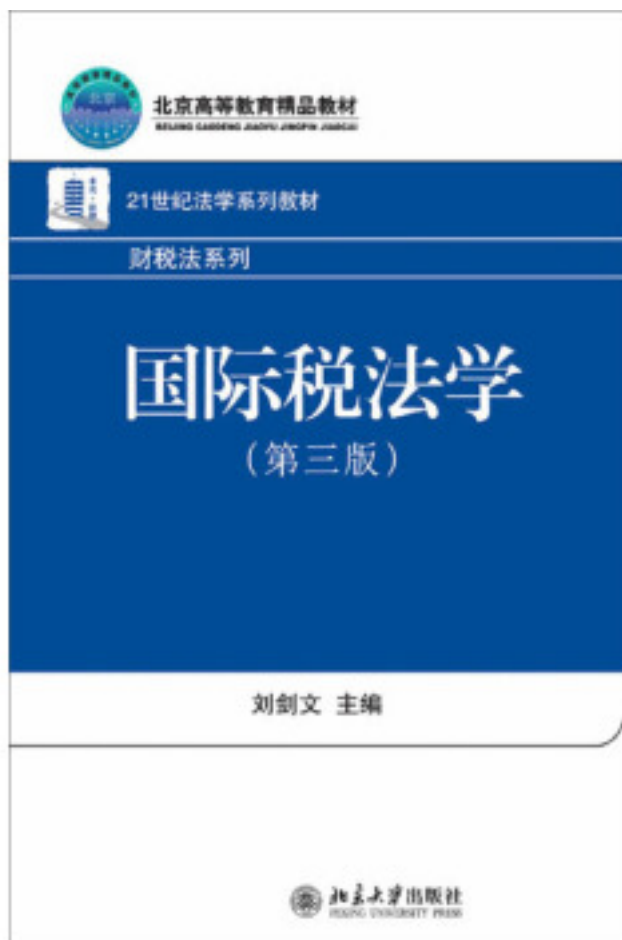 北京高等教育精品教材
BEIJING GAODENG JIAOYU JINGPIN JIAOCAI
21世纪法学系列教材
财税法系列
国际税法学
(第三版)
刘剑文 主编
北京大学出版社
PEKING UNIVERSITY PRESS